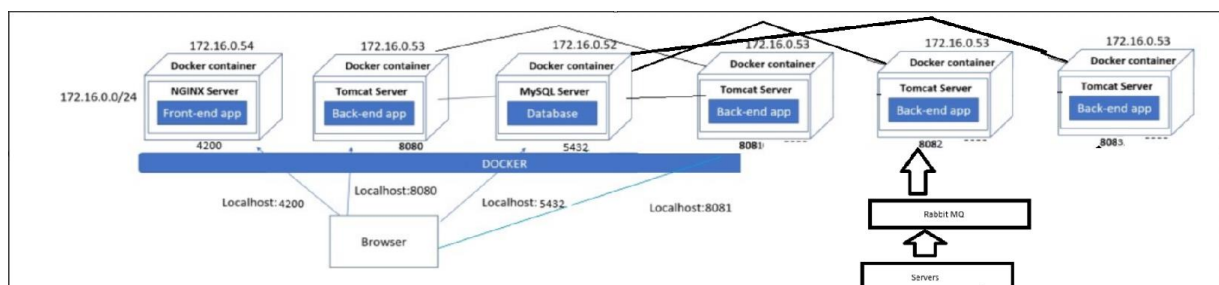 172.16.0.54
172.16.0.53
172.16.0.52
172.16.0.53
172.16.0.53
172.16.0.53
Docker container
Docker container
Docker container
Docker container
Docker container
Docker container
172.16.0.0/24
NGINX Server
Tomcat Server
MySQL Server
Tomcat Server
Tomcat Server
Tomcat Server
Front-end app
Back-end app
Database
Back-end app
Back-end app
Back-end app
4200
8080
5432
8081
8082
8083
DOCKER
Localhost:8080
Localhost:4200
Localhost:5432
Localhost:8081
Browser
Rabbit MQ
Servers